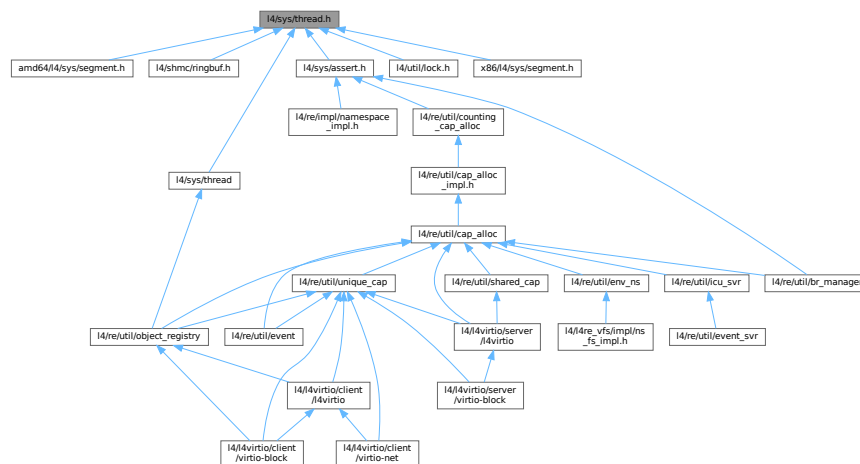 l4/sys/thread.h
amd64/l4/sys/segment.h
l4/shmc/ringbuf.h
l4/sys/assert.h
l4/util/lock.h
x86/l4/sys/segment.h
l4/re/impl/namespace
_impl.h
l4/re/util/counting
_cap_alloc
l4/sys/thread
l4/re/util/cap_alloc
_impl.h
l4/re/util/cap_alloc
l4/re/util/unique_cap
l4/re/util/shared_cap
l4/re/util/env_ns
l4/re/util/icu_svr
l4/re/util/br_manager
l4/re/util/object_registry
l4/re/util/event
l4/l4virtio/server
/l4virtio
l4/l4re_vfs/impl/ns
_fs_impl.h
l4/re/util/event_svr
l4/l4virtio/client
/l4virtio
l4/l4virtio/server
/virtio-block
l4/l4virtio/client
/virtio-block
l4/l4virtio/client
/virtio-net